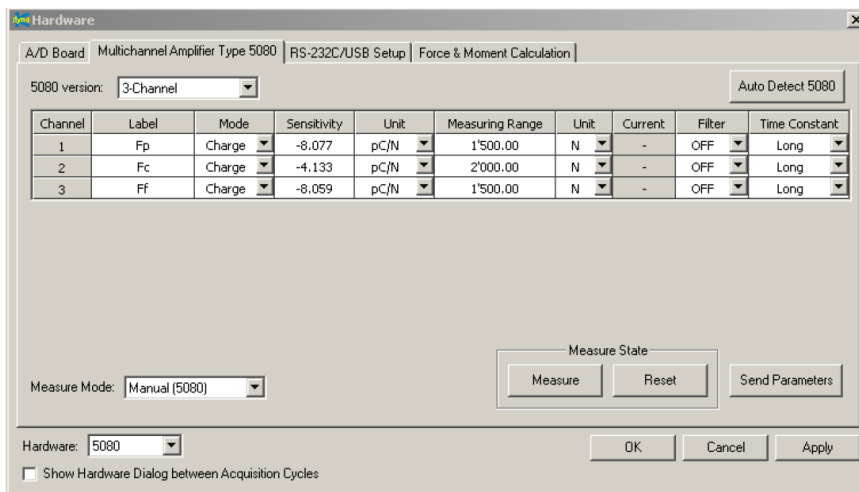 dyno Hardware
A/D Board Multichannel Amplifier Type 5080 RS-232C/USB Setup Force & Moment Calculation
5080 version: 3-Channel Auto Detect 5080
Channel Label Mode Sensitivity Unit Measuring Range Unit Current Filter Time Constant
1 Fp Charge -8.077 pC/N 1'500.00 N - OFF Long
2 Fc Charge -4.133 pC/N 2'000.00 N - OFF Long
3 Ff Charge -8.059 pC/N 1'500.00 N - OFF Long
Measure State
Measure Mode: Manual (5080) Measure Reset Send Parameters
Hardware: 5080 OK Cancel Apply
Show Hardware Dialog between Acquisition Cycles